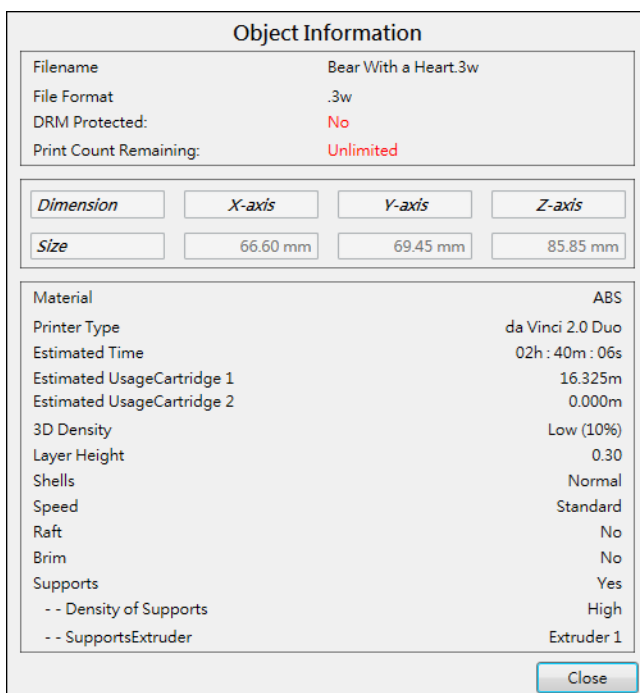 Object Information
Filename Bear With a Heart.3w
File Format .3w
DRM Protected: No
Print Count Remaining: Unlimited
Dimension X-axis Y-axis Z-axis
Size 66.60 mm 69.45 mm 85.85 mm
Material ABS
Printer Type da Vinci 2.0 Duo
Estimated Time 02h : 40m : 06s
Estimated UsageCartridge 1 16.325m
Estimated UsageCartridge 2 0.000m
3D Density Low (10%)
Layer Height 0.30
Shells Normal
Speed Standard
Raft No
Brim No
Supports Yes
- - Density of Supports High
- - SupportsExtruder Extruder 1
Close